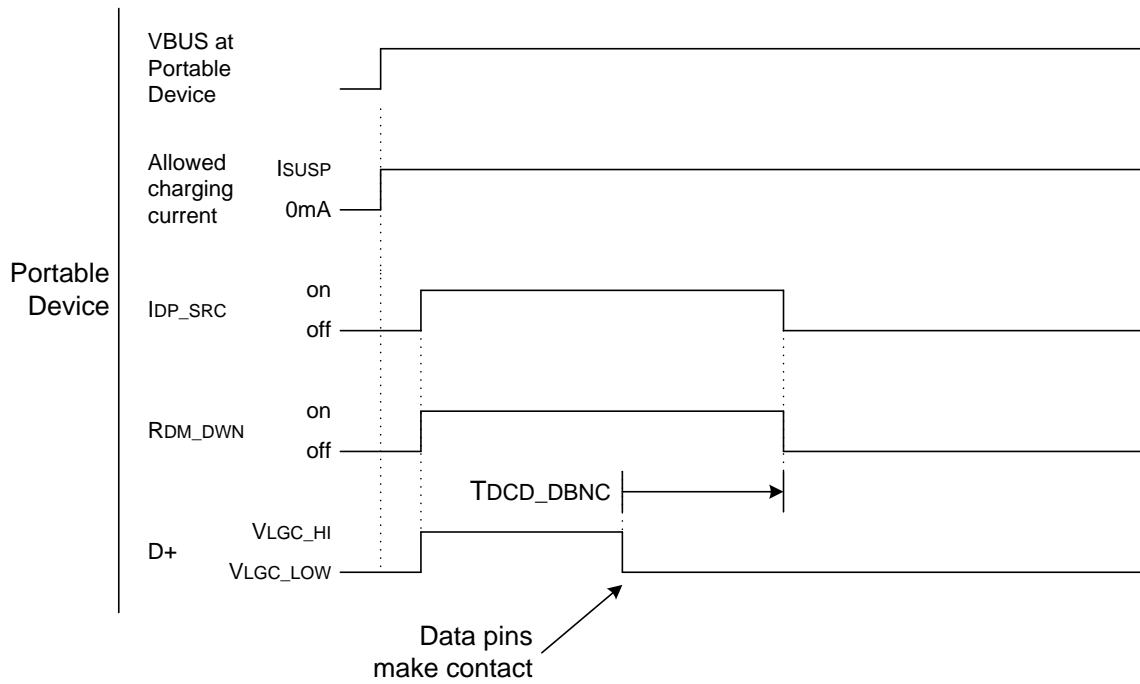 VBUS at
Portable
Device
Allowed
charging
current
ISUSP
0mA
Portable
Device
IDP_SRC
on
off
RDM_DWN
on
off
TDCD_DBNC
D+
VLGC_HI
VLGC_LOW
Data pins
make contact